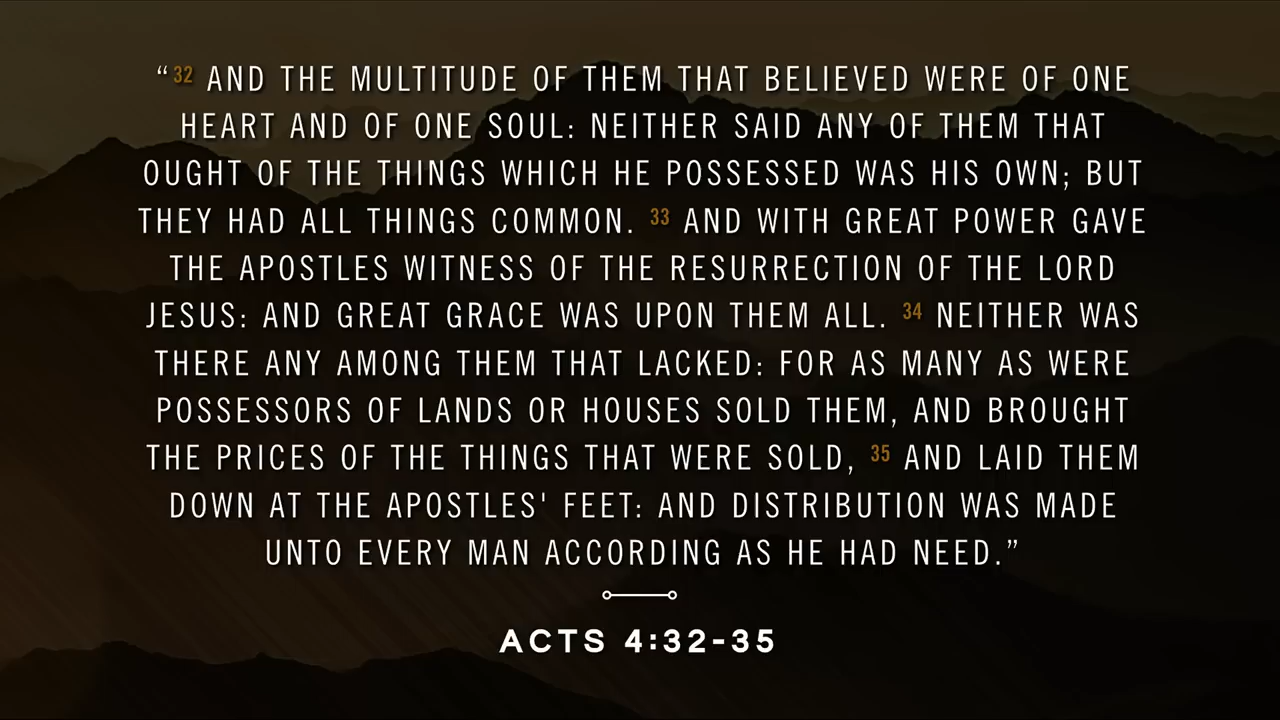 “32 AND THE MULTITUDE OF THEM THAT BELIEVED WERE OF ONE
HEART AND OF ONE SOUL: NEITHER SAID ANY OF THEM THAT
OUGHT OF THE THINGS WHICH HE POSSESSED WAS HIS OWN; BUT
THEY HAD ALL THINGS COMMON. 33 AND WITH GREAT POWER GAVE
THE APOSTLES WITNESS OF THE RESURRECTION OF THE LORD
JESUS: AND GREAT GRACE WAS UPON THEM ALL. 34 NEITHER WAS
THERE ANY AMONG THEM THAT LACKED: FOR AS MANY AS WERE
POSSESSORS OF LANDS OR HOUSES SOLD THEM, AND BROUGHT
THE PRICES OF THE THINGS THAT WERE SOLD, 35 AND LAID THEM
DOWN AT THE APOSTLES' FEET: AND DISTRIBUTION WAS MADE
UNTO EVERY MAN ACCORDING AS HE HAD NEED.”
ACTS 4:32-35